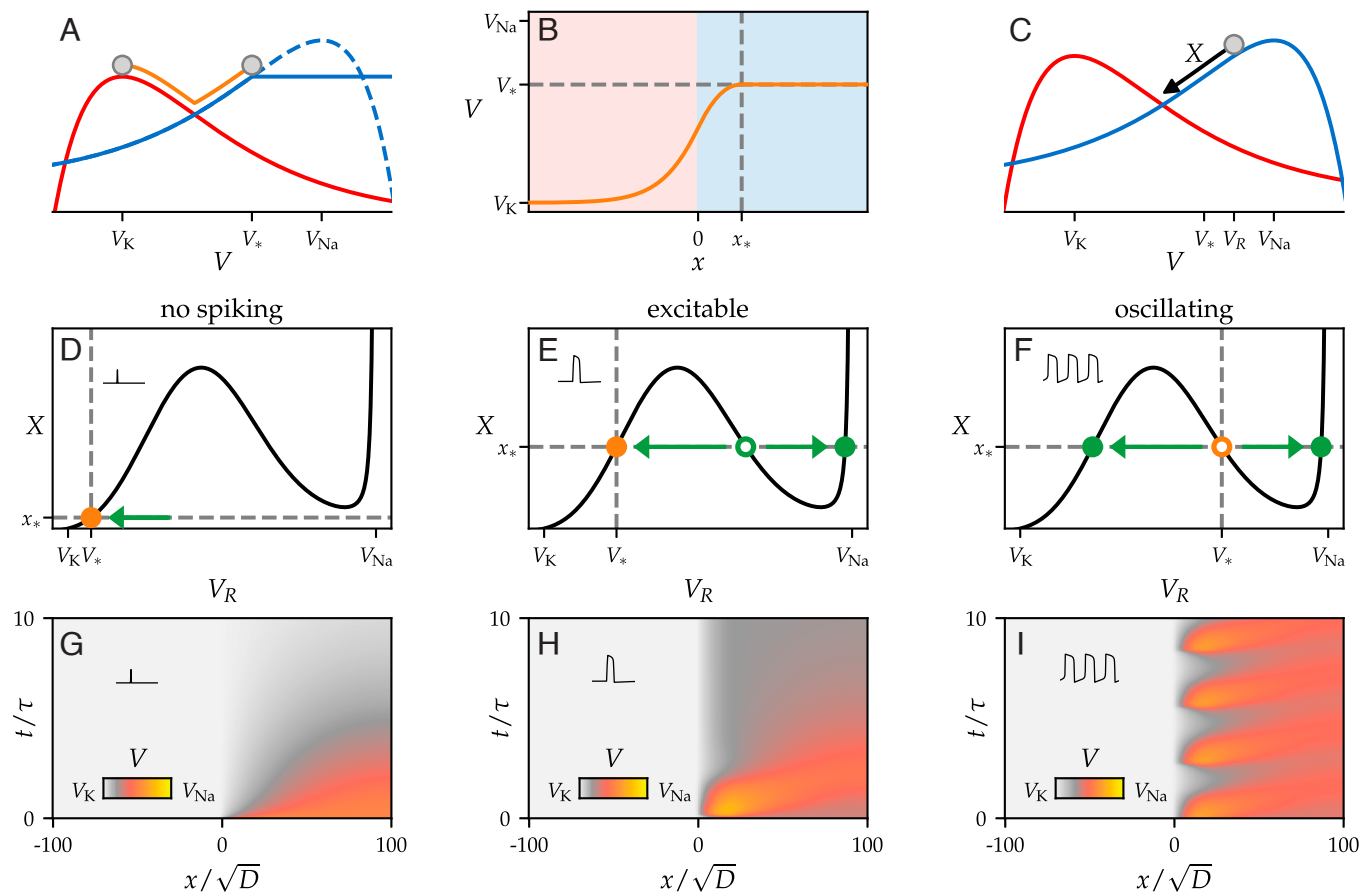 A
V_K V_* V_Na
V
B
V_Na
V_*
V
V_K
0 x_*
x
C
X
V_K V_* V_R V_Na
V
no spiking
D
X
x_*
V_K V_* V_Na
V_R
excitable
E
X
x_*
V_K V_* V_Na
V_R
oscillating
F
X
x_*
V_K V_* V_Na
V_R
G
10
t/τ
V
V_K V_Na
0
-100 0 100
x/√D
H
10
t/τ
V
V_K V_Na
0
-100 0 100
x/√D
I
10
t/τ
V
V_K V_Na
0
-100 0 100
x/√D